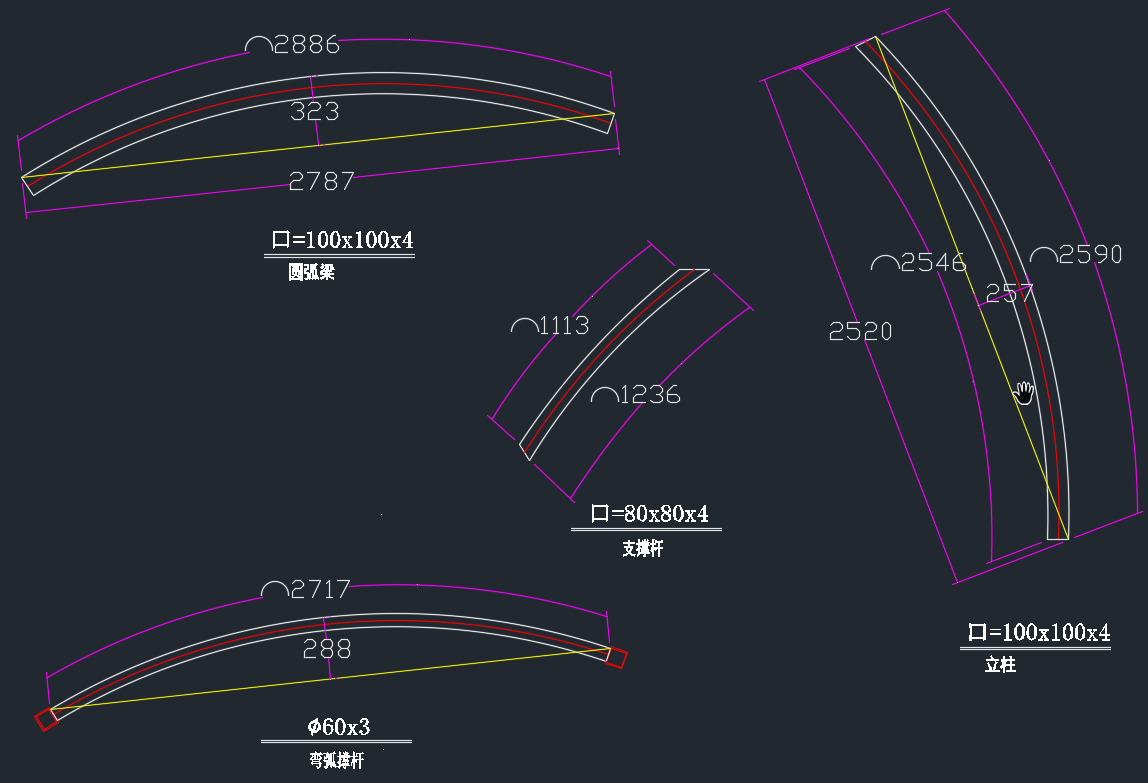 ⌒2886
323
2787
口=100x100x4
圆弧梁
⌒1113
⌒1236
口=80x80x4
支撑杆
⌒2546
⌒2590
257
2520
口=100x100x4
立柱
⌒2717
288
ϕ60x3
弯弧撑杆